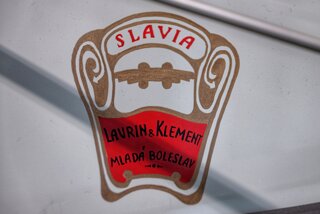 SLAVIA
LAURIN & KLEMENT
MLADÁ BOLESLAV